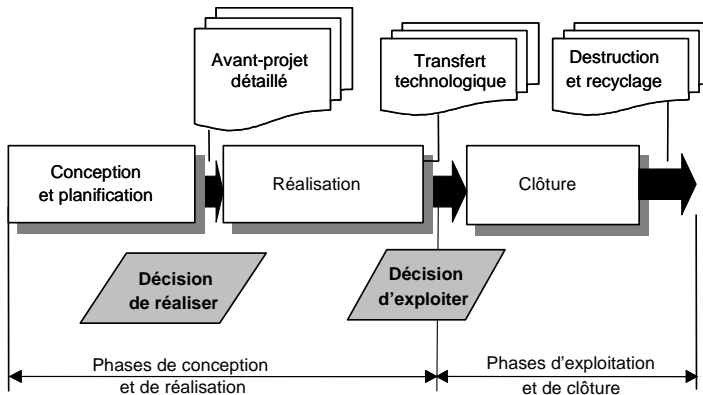 Avant-projet
détaillé
Transfert
technologique
Destruction
et recyclage
Conception
et planification
Réalisation
Clôture
Décision
de réaliser
Décision
d'exploiter
Phases de conception
et de réalisation
Phases d'exploitation
et de clôture